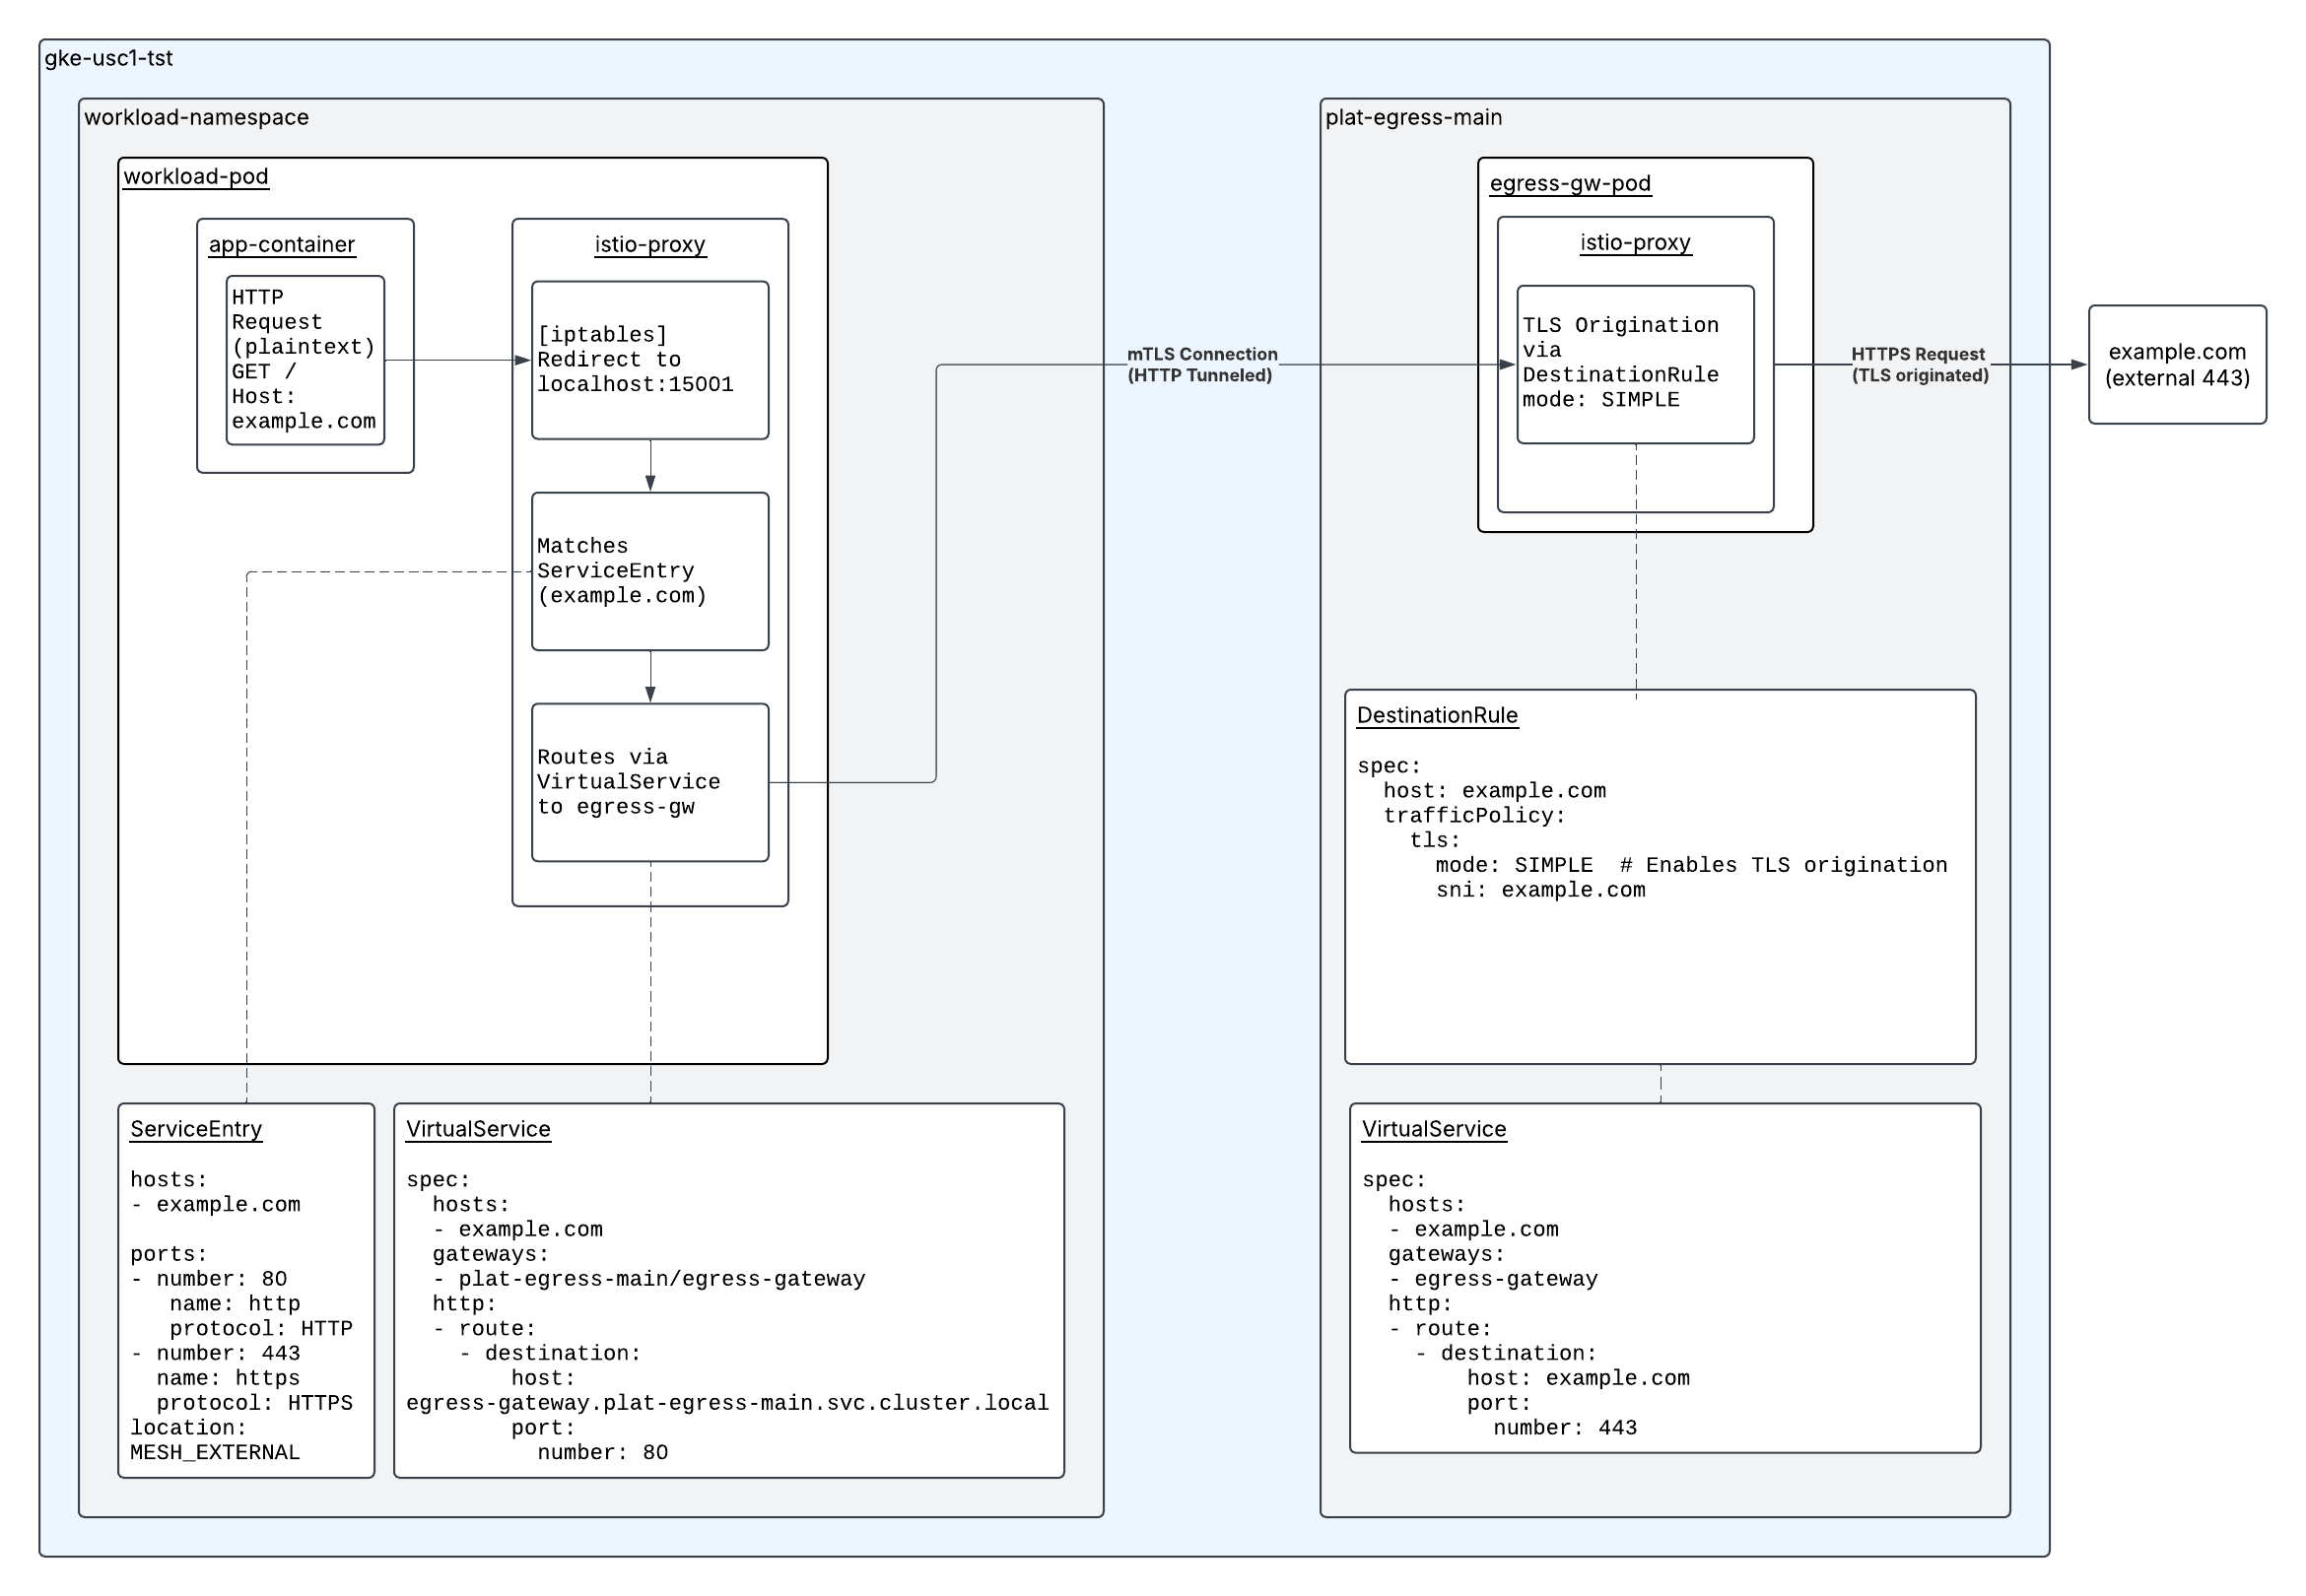 gke-usc1-tst
workload-namespace
workload-pod
app-container
HTTP
Request
(plaintext)
GET /
Host:
example.com
istio-proxy
[iptables]
Redirect to
localhost:15001
Matches
ServiceEntry
(example.com)
Routes via
VirtualService
to egress-gw
mTLS Connection
(HTTP Tunneled)
plat-egress-main
egress-gw-pod
istio-proxy
TLS Origination
via
DestinationRule
mode: SIMPLE
HTTPS Request
(TLS originated)
example.com
(external 443)
DestinationRule
spec:
  host: example.com
  trafficPolicy:
    tls:
      mode: SIMPLE  # Enables TLS origination
      sni: example.com
ServiceEntry
hosts:
- example.com
ports:
- number: 80
   name: http
   protocol: HTTP
- number: 443
  name: https
  protocol: HTTPS
location:
MESH_EXTERNAL
VirtualService
spec:
  hosts:
  - example.com
  gateways:
  - plat-egress-main/egress-gateway
  http:
  - route:
    - destination:
        host:
egress-gateway.plat-egress-main.svc.cluster.local
        port:
          number: 80
VirtualService
spec:
  hosts:
  - example.com
  gateways:
  - egress-gateway
  http:
  - route:
    - destination:
        host: example.com
        port:
          number: 443